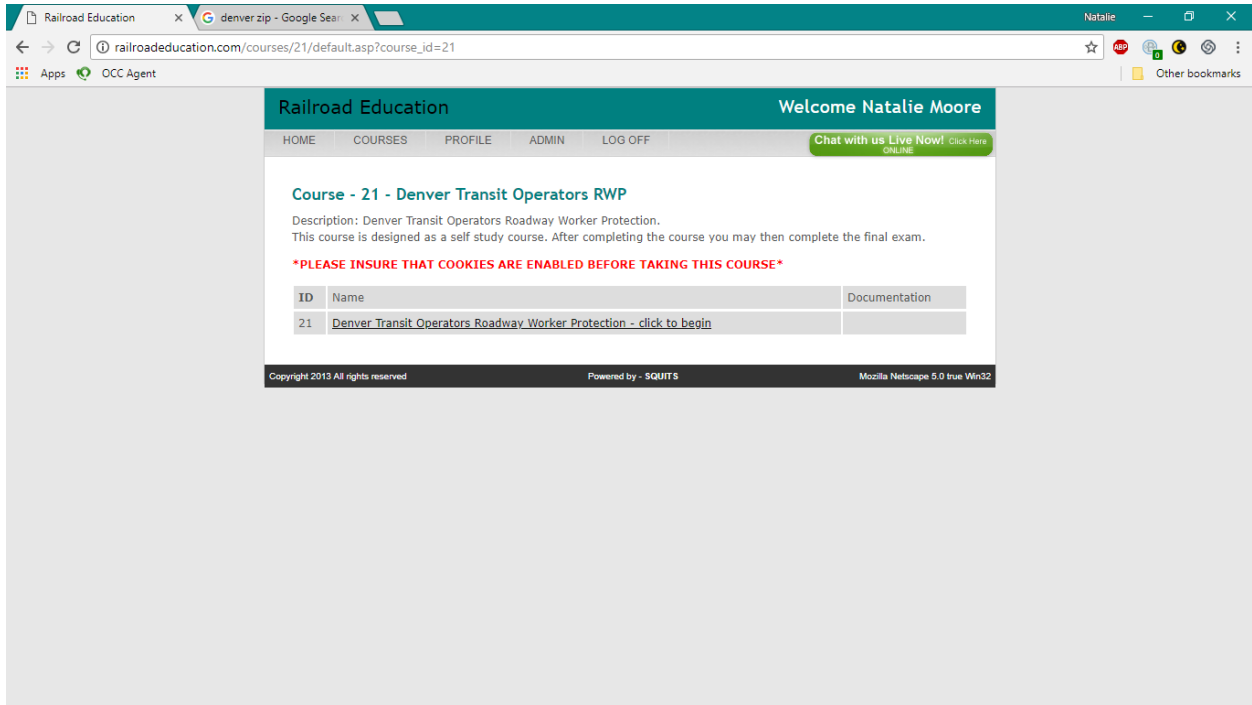 Railroad Education
denver zip - Google Sear
Natalie
railroadeducation.com/courses/21/default.asp?course_id=21
ABP
0
Apps
OCC Agent
Other bookmarks
Railroad Education
Welcome Natalie Moore
HOME
COURSES
PROFILE
ADMIN
LOG OFF
Chat with us Live Now! Click Here
ONLINE
Course - 21 - Denver Transit Operators RWP
Description: Denver Transit Operators Roadway Worker Protection.
This course is designed as a self study course. After completing the course you may then complete the final exam.
*PLEASE INSURE THAT COOKIES ARE ENABLED BEFORE TAKING THIS COURSE*
ID Name Documentation
21 Denver Transit Operators Roadway Worker Protection - click to begin
Copyright 2013 All rights reserved
Powered by - SQUITS
Mozilla Netscape 5.0 true Win32